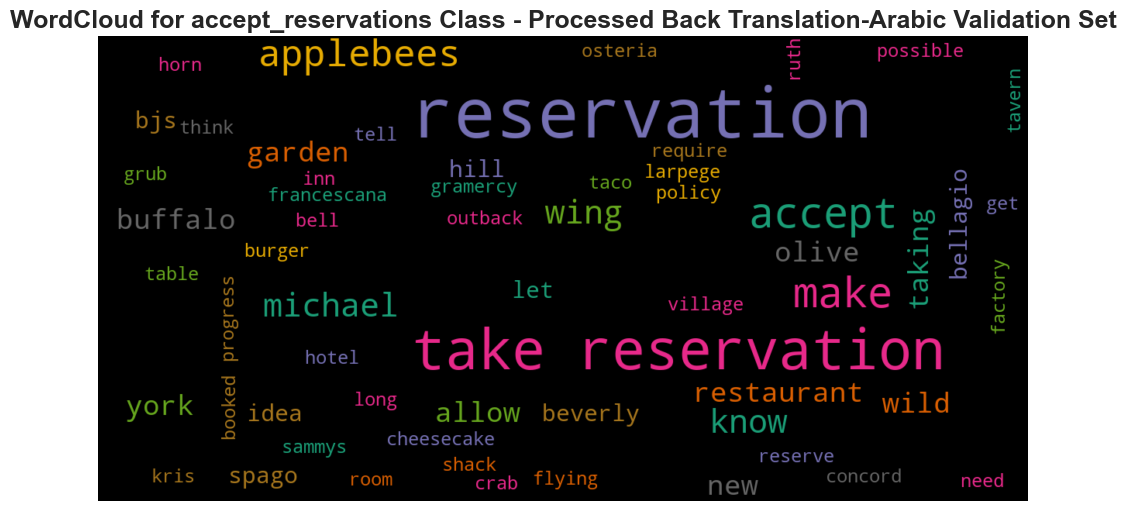 WordCloud for accept_reservations Class - Processed Back Translation-Arabic Validation Set
horn
applebees
osteria
ruth
possible
tavern
bjs
think
tell
reservation
garden
hill
require
grub
inn
francescana
gramercy
taco
larpege
policy
bellagio
get
buffalo
bell
outback
wing
accept
taking
burger
olive
table
factory
michael
let
village
make
booked progress
hotel
take reservation
york
idea
long
allow
beverly
restaurant
know
wild
sammys
cheesecake
reserve
kris
spago
room
shack
crab
flying
new
concord
need